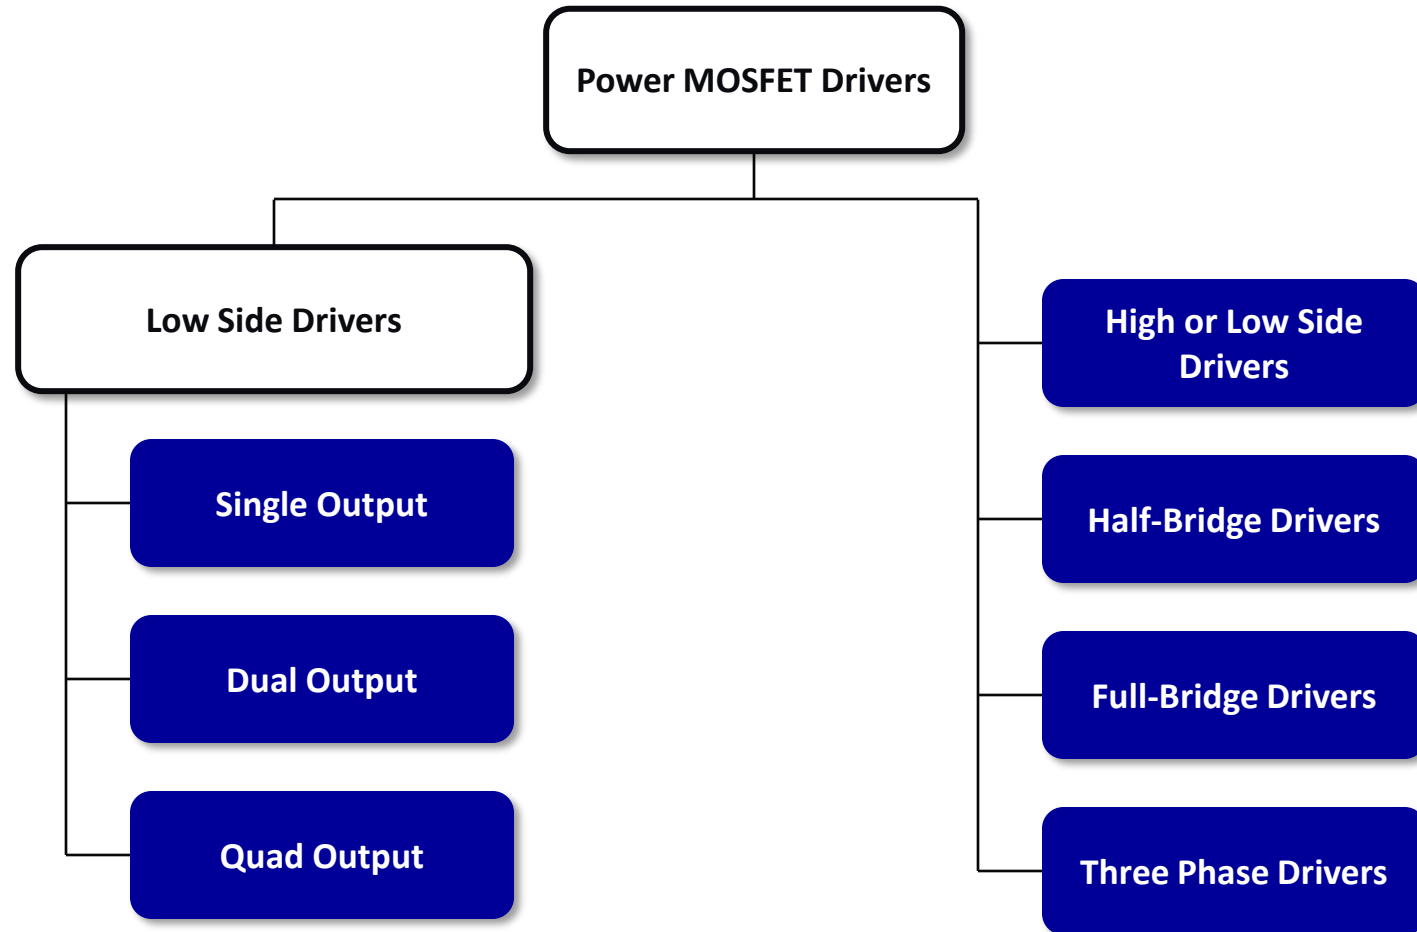 Power MOSFET Drivers
Low Side Drivers
Single Output
Dual Output
Quad Output
High or Low Side
Drivers
Half-Bridge Drivers
Full-Bridge Drivers
Three Phase Drivers